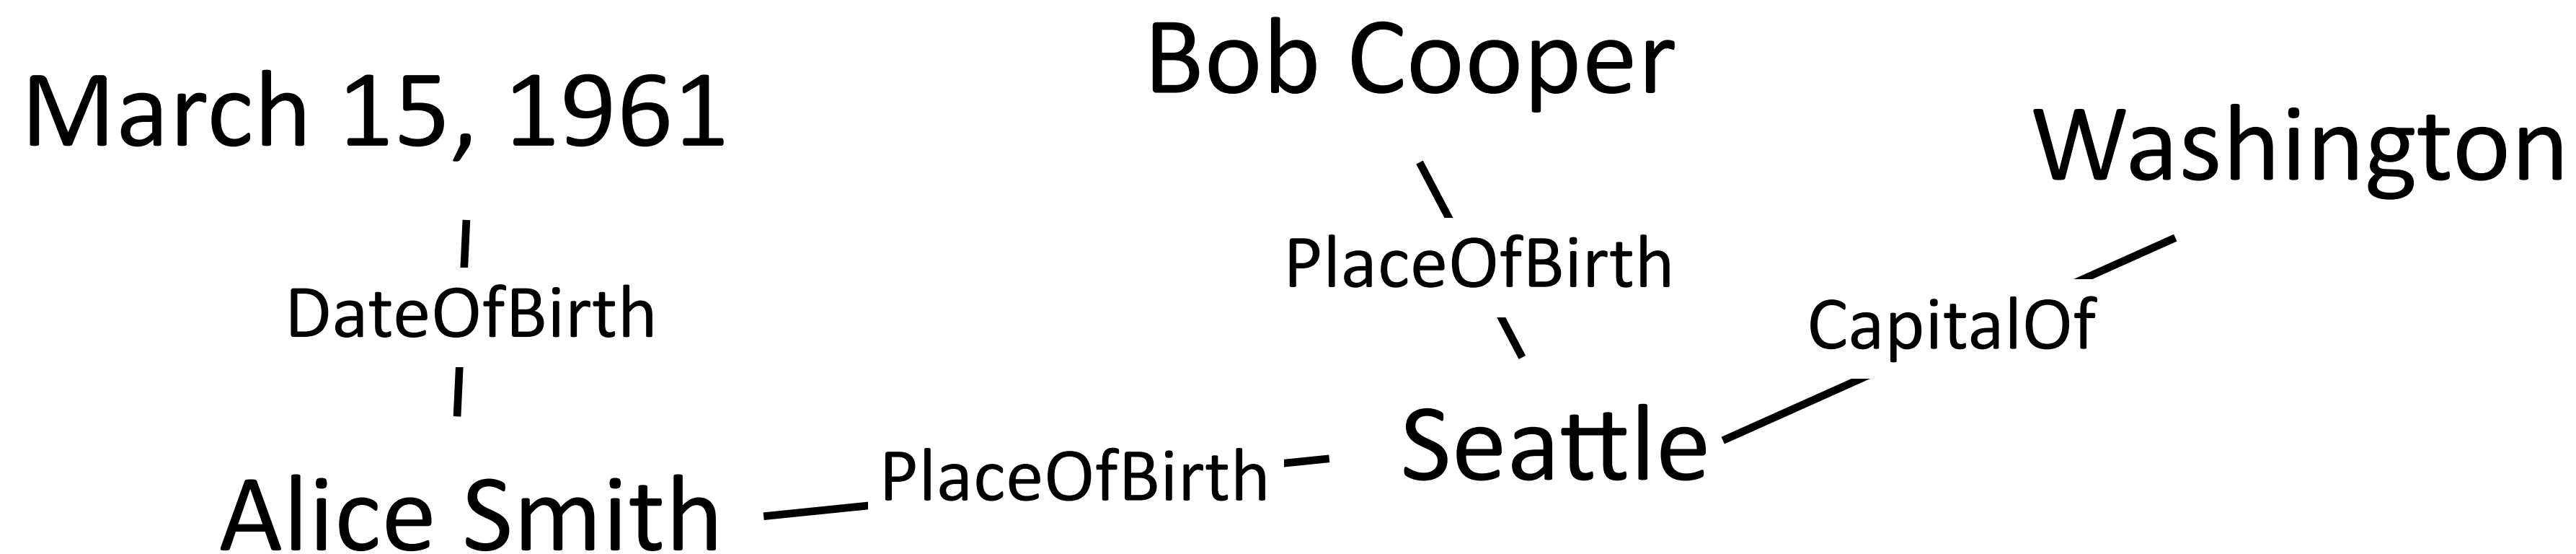 Bob Cooper
March 15, 1961
Washington
PlaceOfBirth
DateOfBirth
CapitalOf
Seattle
PlaceOfBirth
Alice Smith